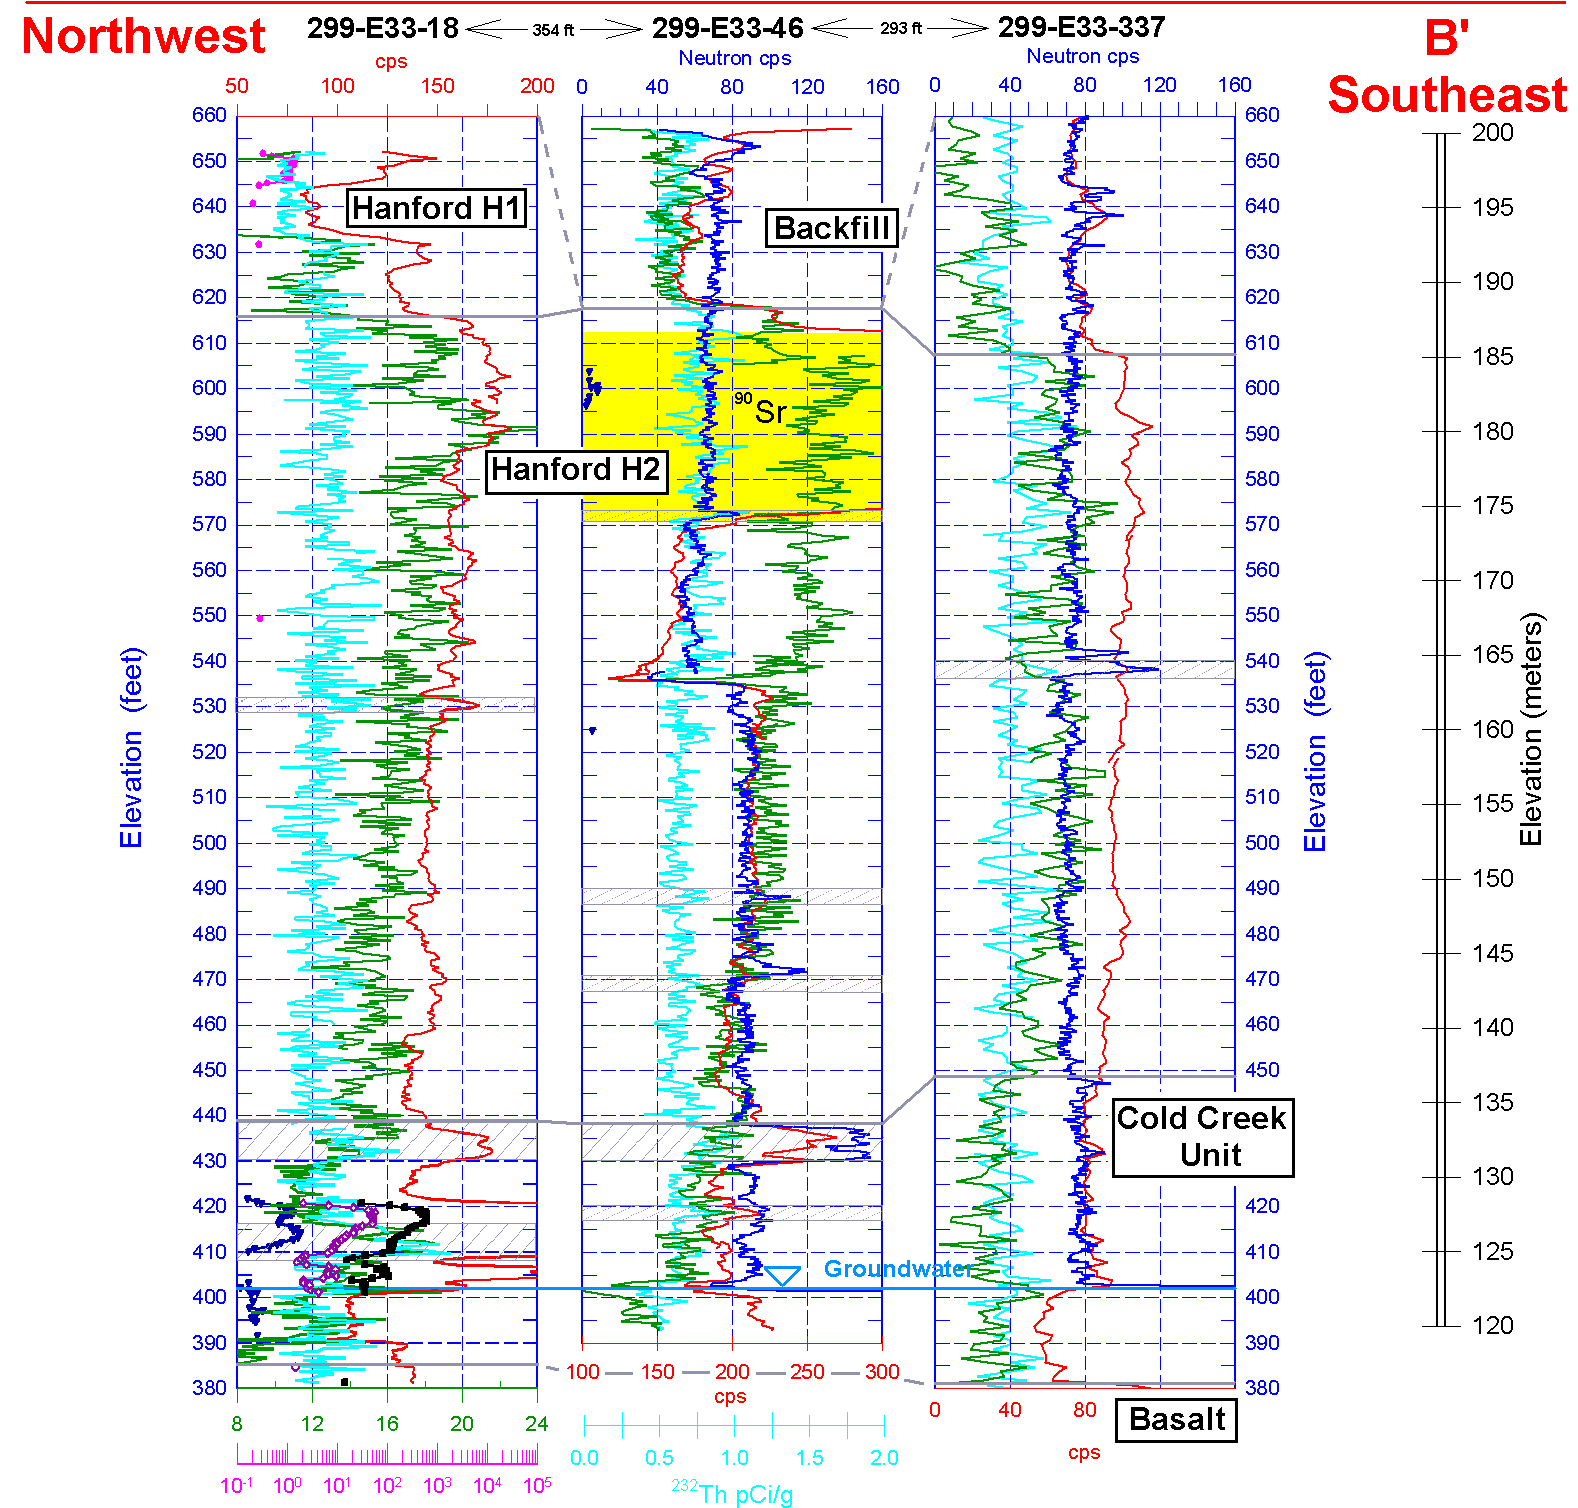 Northwest
299-E33-18
354 ft
299-E33-46
293 ft
299-E33-337
B'
Southeast
cps
Neutron cps
Neutron cps
50 100 150 200
0 40 80 120 160
0 40 80 120 160
660 650 640 630 620 610 600 590 580 570 560 550 540 530 520 510 500 490 480 470 460 450 440 430 420 410 400 390 380
Elevation (feet)
Hanford H1
Backfill
90Sr
Hanford H2
Cold Creek
Unit
Groundwater
Basalt
660 650 640 630 620 610 600 590 580 570 560 550 540 530 520 510 500 490 480 470 460 450 420 410 400 390 380
Elevation (feet)
200 195 190 185 180 175 170 165 160 155 150 145 140 135 130 125 120
Elevation (meters)
100 150 200 250 300
cps
0 40 80
cps
8 12 16 20 24
10-1 100 101 102 103 104 105
0.0 0.5 1.0 1.5 2.0
232Th pCi/g